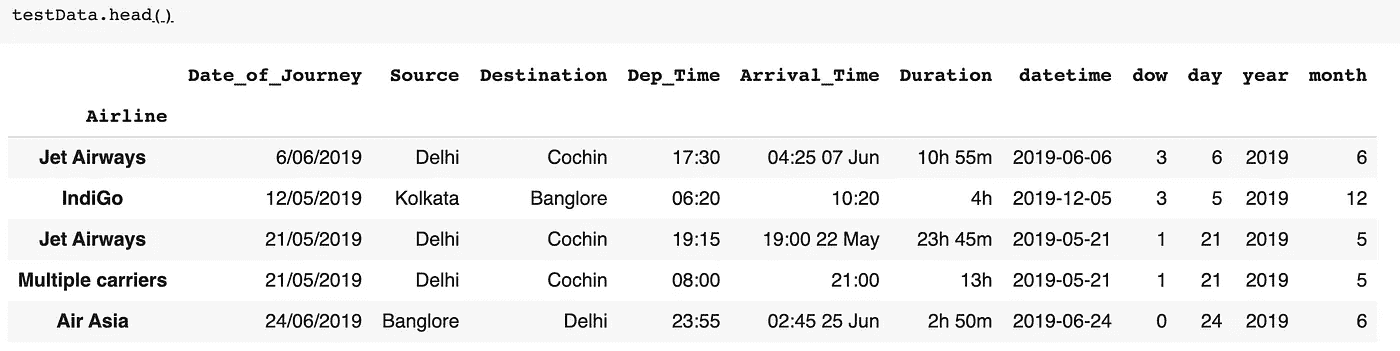 testData.head()
Date_of_Journey Source Destination Dep_Time Arrival_Time Duration datetime dow day year month
Airline
Jet Airways 6/06/2019 Delhi Cochin 17:30 04:25 07 Jun 10h 55m 2019-06-06 3 6 2019 6
IndiGo 12/05/2019 Kolkata Banglore 06:20 10:20 4h 2019-12-05 3 5 2019 12
Jet Airways 21/05/2019 Delhi Cochin 19:15 19:00 22 May 23h 45m 2019-05-21 1 21 2019 5
Multiple carriers 21/05/2019 Delhi Cochin 08:00 21:00 13h 2019-05-21 1 21 2019 5
Air Asia 24/06/2019 Banglore Delhi 23:55 02:45 25 Jun 2h 50m 2019-06-24 0 24 2019 6